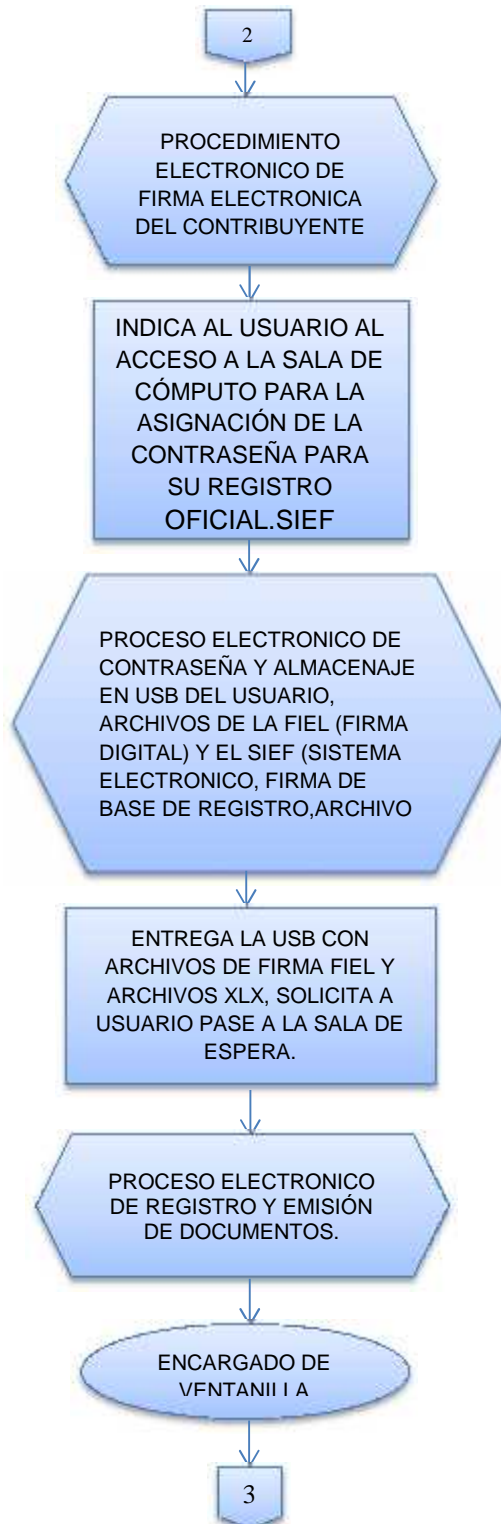 2
PROCEDIMIENTO
ELECTRONICO DE
FIRMA ELECTRONICA
DEL CONTRIBUYENTE
INDICA AL USUARIO AL
ACCESO A LA SALA DE
CÓMPUTO PARA LA
ASIGNACIÓN DE LA
CONTRASEÑA PARA
SU REGISTRO
OFICIAL.SIEF
PROCESO ELECTRONICO DE
CONTRASEÑA Y ALMACENAJE
EN USB DEL USUARIO,
ARCHIVOS DE LA FIEL (FIRMA
DIGITAL) Y EL SIEF (SISTEMA
ELECTRONICO, FIRMA DE
BASE DE REGISTRO,ARCHIVO
ENTREGA LA USB CON
ARCHIVOS DE FIRMA FIEL Y
ARCHIVOS XLX, SOLICITA A
USUARIO PASE A LA SALA DE
ESPERA.
PROCESO ELECTRONICO
DE REGISTRO Y EMISIÓN
DE DOCUMENTOS.
ENCARGADO DE
VENTANILLA
3